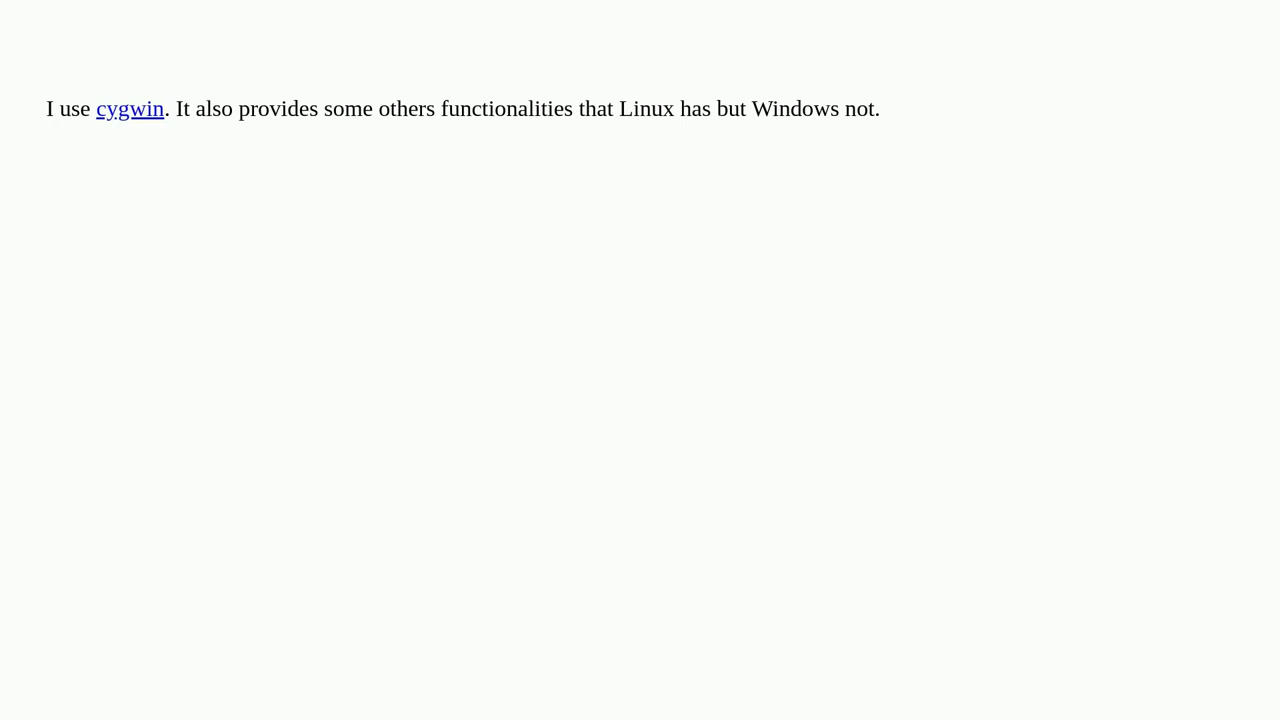 I use cygwin. It also provides some others functionalities that Linux has but Windows not.